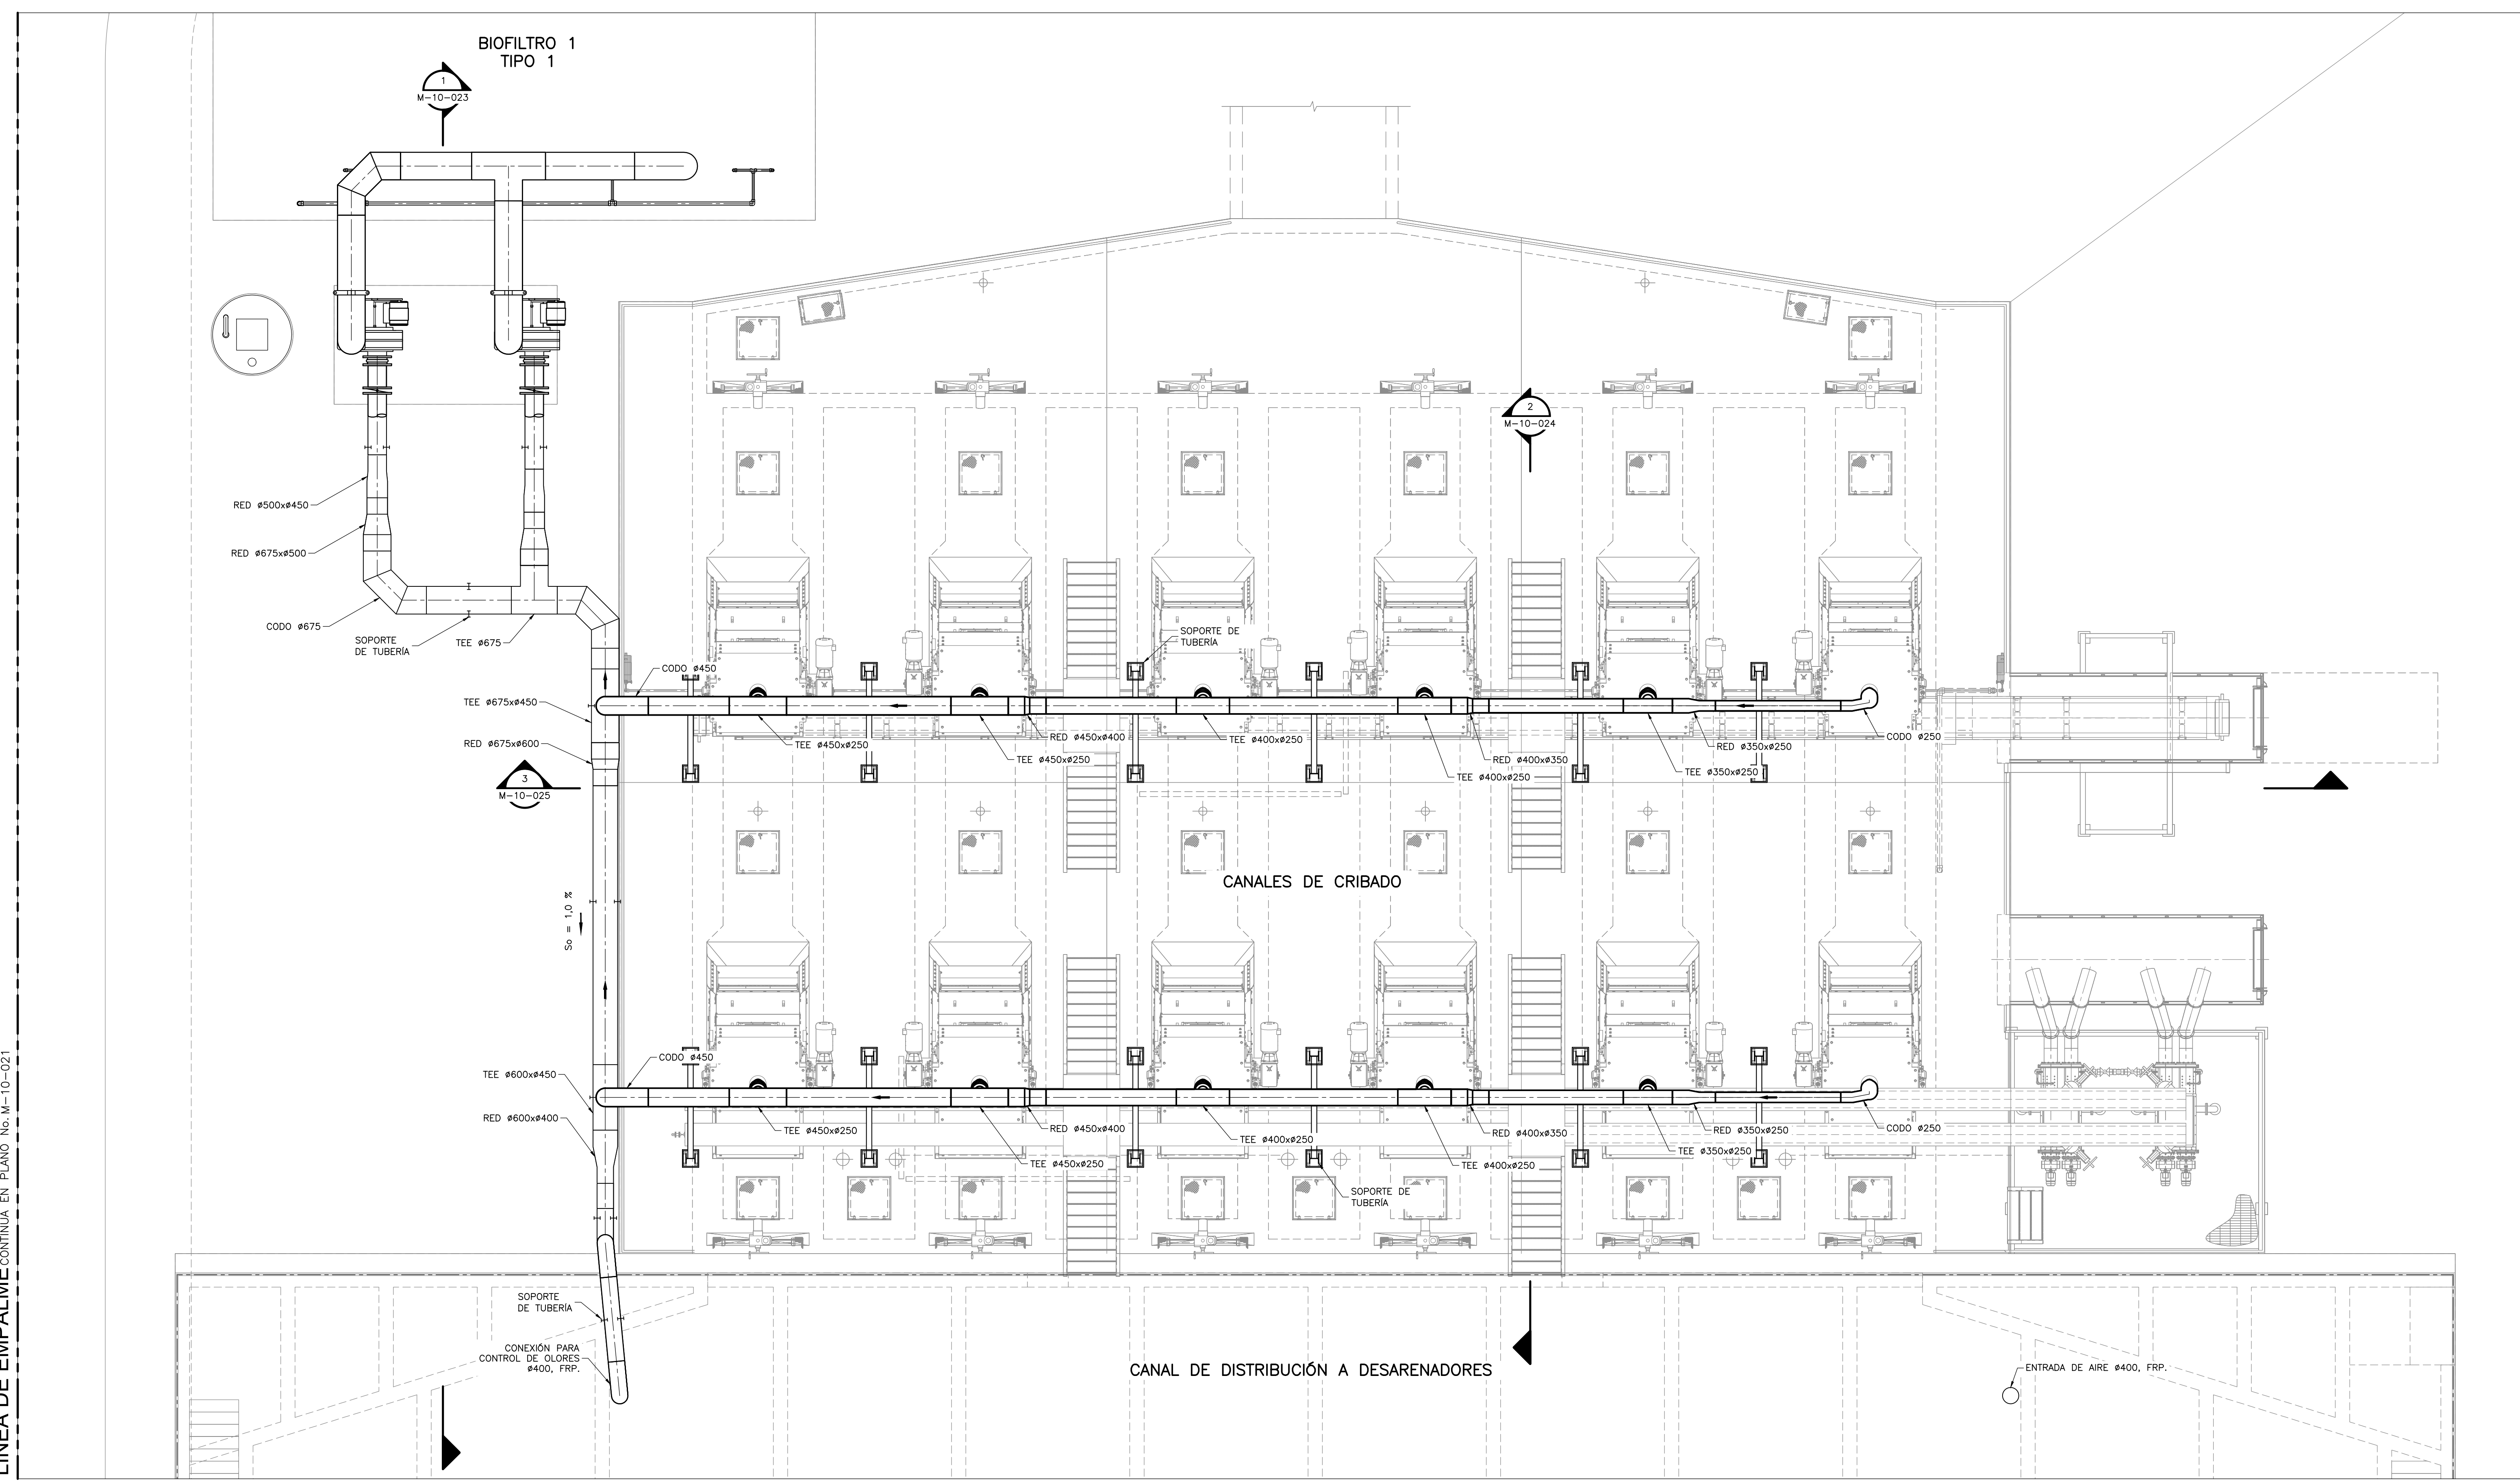 BIOFILTRO 1
TIPO 1
1
M-10-023
2
M-10-024
RED ø500xø450
RED ø675xø500
CODO ø675
SOPORTE
DE TUBERÍA
TEE ø675
SOPORTE DE
TUBERÍA
CODO ø450
TEE ø675xø450
RED ø675xø600
TEE ø450xø250
TEE ø450xø250
RED ø450xø400
TEE ø400xø250
TEE ø400xø250
RED ø400xø350
TEE ø350xø250
RED ø350xø250
CODO ø250
3
M-10-025
CANALES DE CRIBADO
So = 1,0 %
CODO ø450
TEE ø600xø450
RED ø600xø400
TEE ø450xø250
TEE ø450xø250
RED ø450xø400
TEE ø400xø250
TEE ø400xø250
RED ø400xø350
TEE ø350xø250
RED ø350xø250
CODO ø250
SOPORTE DE
TUBERÍA
SOPORTE
DE TUBERÍA
CONEXIÓN PARA
CONTROL DE OLORES
ø400, FRP.
CANAL DE DISTRIBUCIÓN A DESARENADORES
ENTRADA DE AIRE ø400, FRP.
LINEA DE EMPALME CONTINUA EN PLANO No. M-10-021